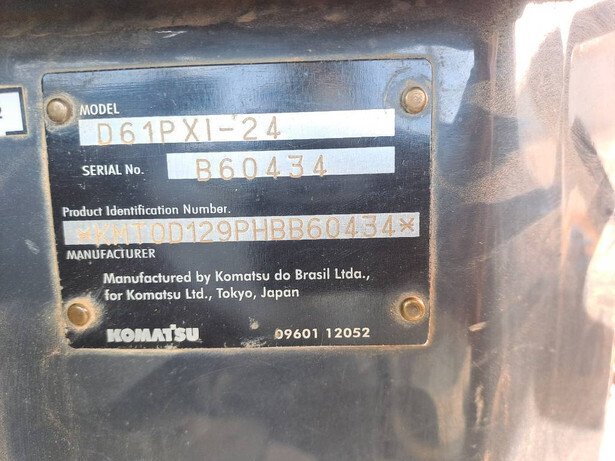 2
MODEL
D61PXI-24
SERIAL No.
B60434
Product Identification Number.
*KMT0D129PHBB60434*
MANUFACTURER
Manufactured by Komatsu do Brasil Ltda.,
for Komatsu Ltd., Tokyo, Japan
KOMATSU
09601 12052